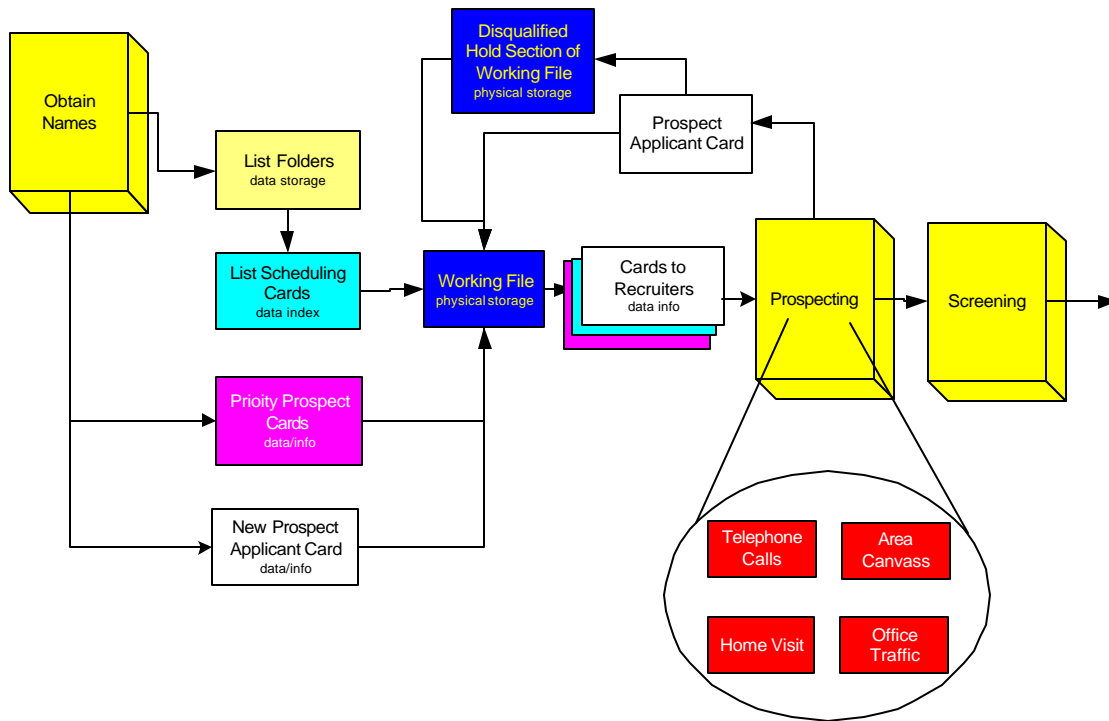 Obtain
Names
List Folders
data storage
List Scheduling
Cards
data index
Prioity Prospect
Cards
data/info
New Prospect
Applicant Card
data/info
Disqualified
Hold Section of
Working File
physical storage
Prospect
Applicant Card
Working File
physical storage
Cards to
Recruiters
data info
Prospecting
Screening
Telephone
Calls
Area
Canvass
Home Visit
Office
Traffic